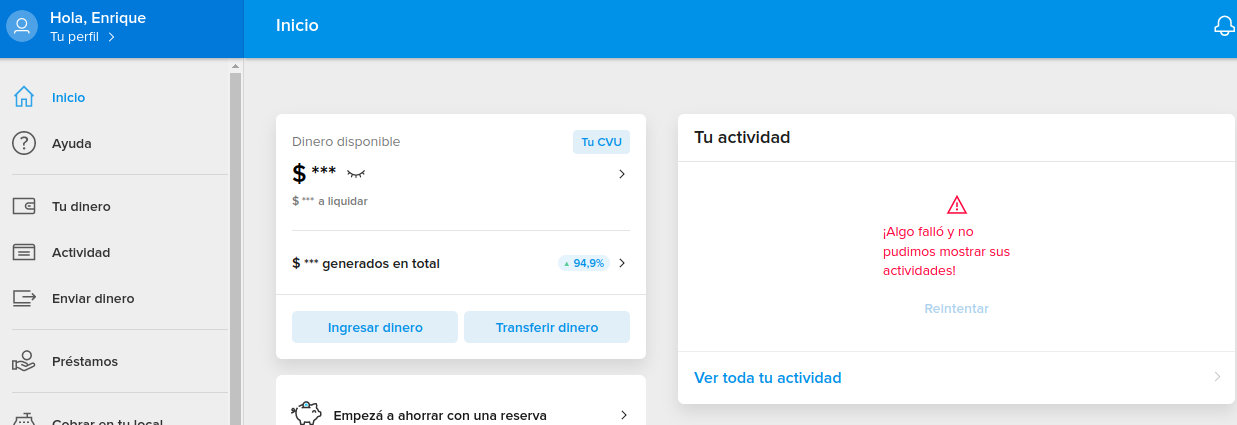 Hola, Enrique
Tu perfil
Inicio
Inicio
Ayuda
Tu dinero
Actividad
Enviar dinero
Préstamos
Cobrar en tu local
Dinero disponible
Tu CVU
$ ***
$ *** a liquidar
$ *** generados en total
94,9%
Ingresar dinero
Transferir dinero
Empezá a ahorrar con una reserva
Tu actividad
¡Algo falló y no
pudimos mostrar sus
actividades!
Reintentar
Ver toda tu actividad